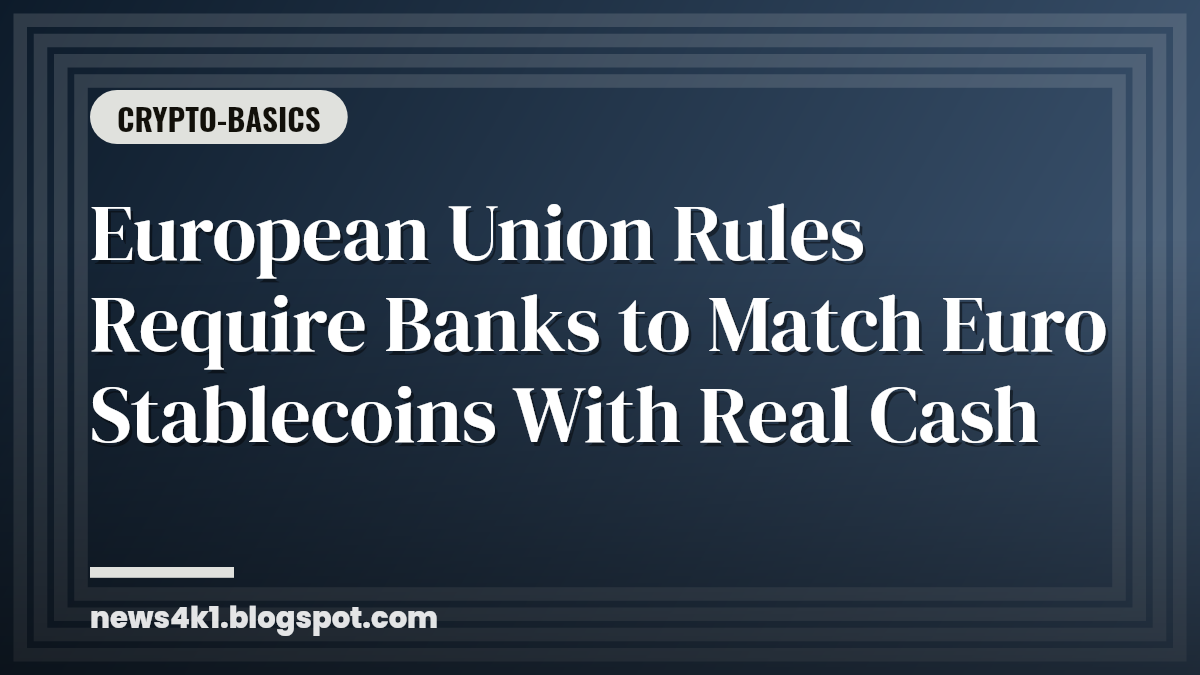 CRYPTO-BASICS
European Union Rules
Require Banks to Match Euro
Stablecoins With Real Cash
news4k1.blogspot.com